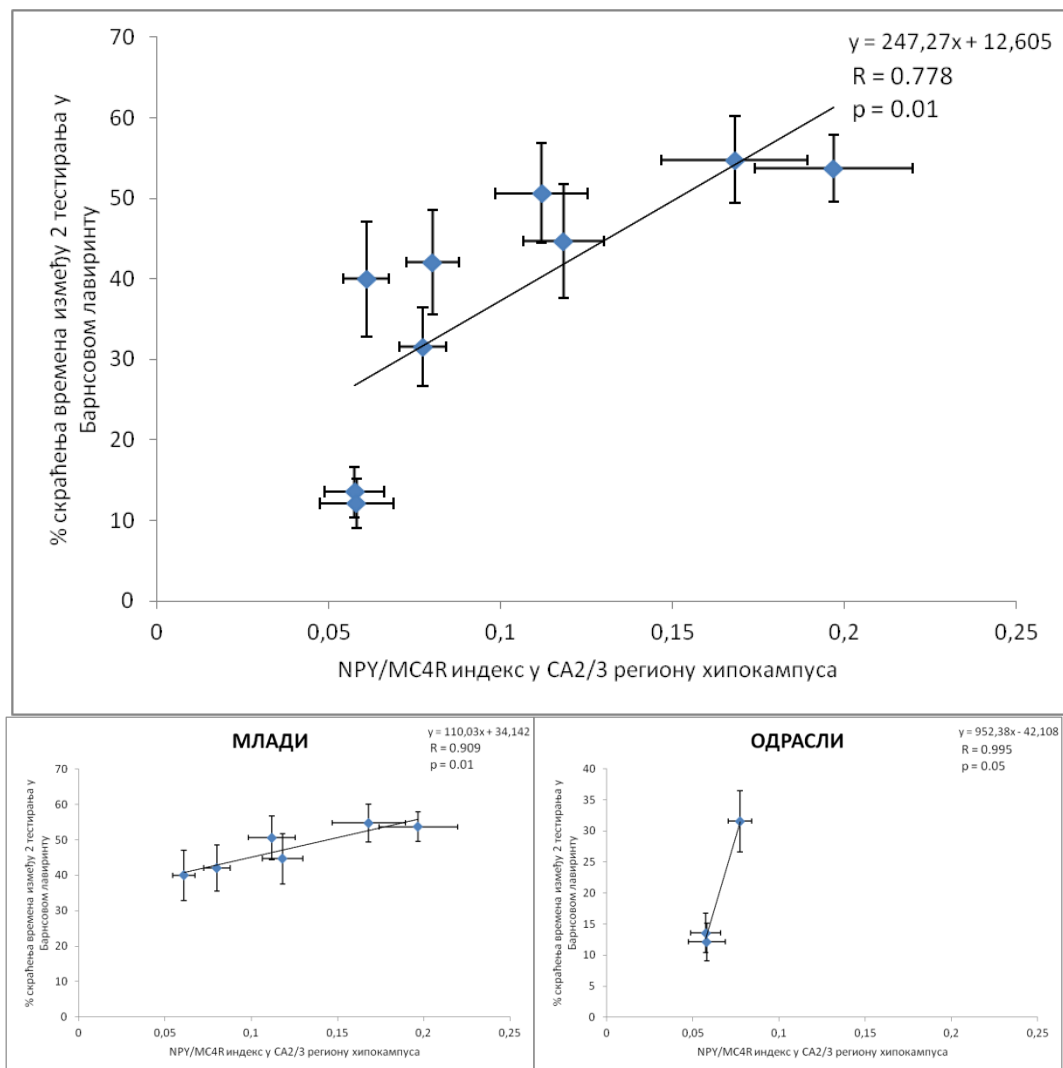 y = 247,27x + 12,605
R = 0.778
p = 0.01
% скраћења времена између 2 тестирања у
Барнсовом лавиринту
70
60
50
40
30
20
10
0
0 0,05 0,1 0,15 0,2 0,25
NPY/MC4R индекс у CA2/3 региону хипокампуса
МЛАДИ
y = 110,03x + 34,142
R = 0.909
p = 0.01
% скраћења времена између 2 тестирања у
Барнсовом лавиринту
70
60
50
40
30
20
10
0
0 0,05 0,1 0,15 0,2 0,25
NPY/MC4R индекс у CA2/3 региону хипокампуса
ОДРАСЛИ
y = 952,38x - 42,108
R = 0.995
p = 0.05
% скраћења времена између 2 тестирања у
Барнсовом лавиринту
40
35
30
25
20
15
10
5
0
0 0,05 0,1 0,15 0,2 0,25
NPY/MC4R индекс у CA2/3 региону хипокампуса